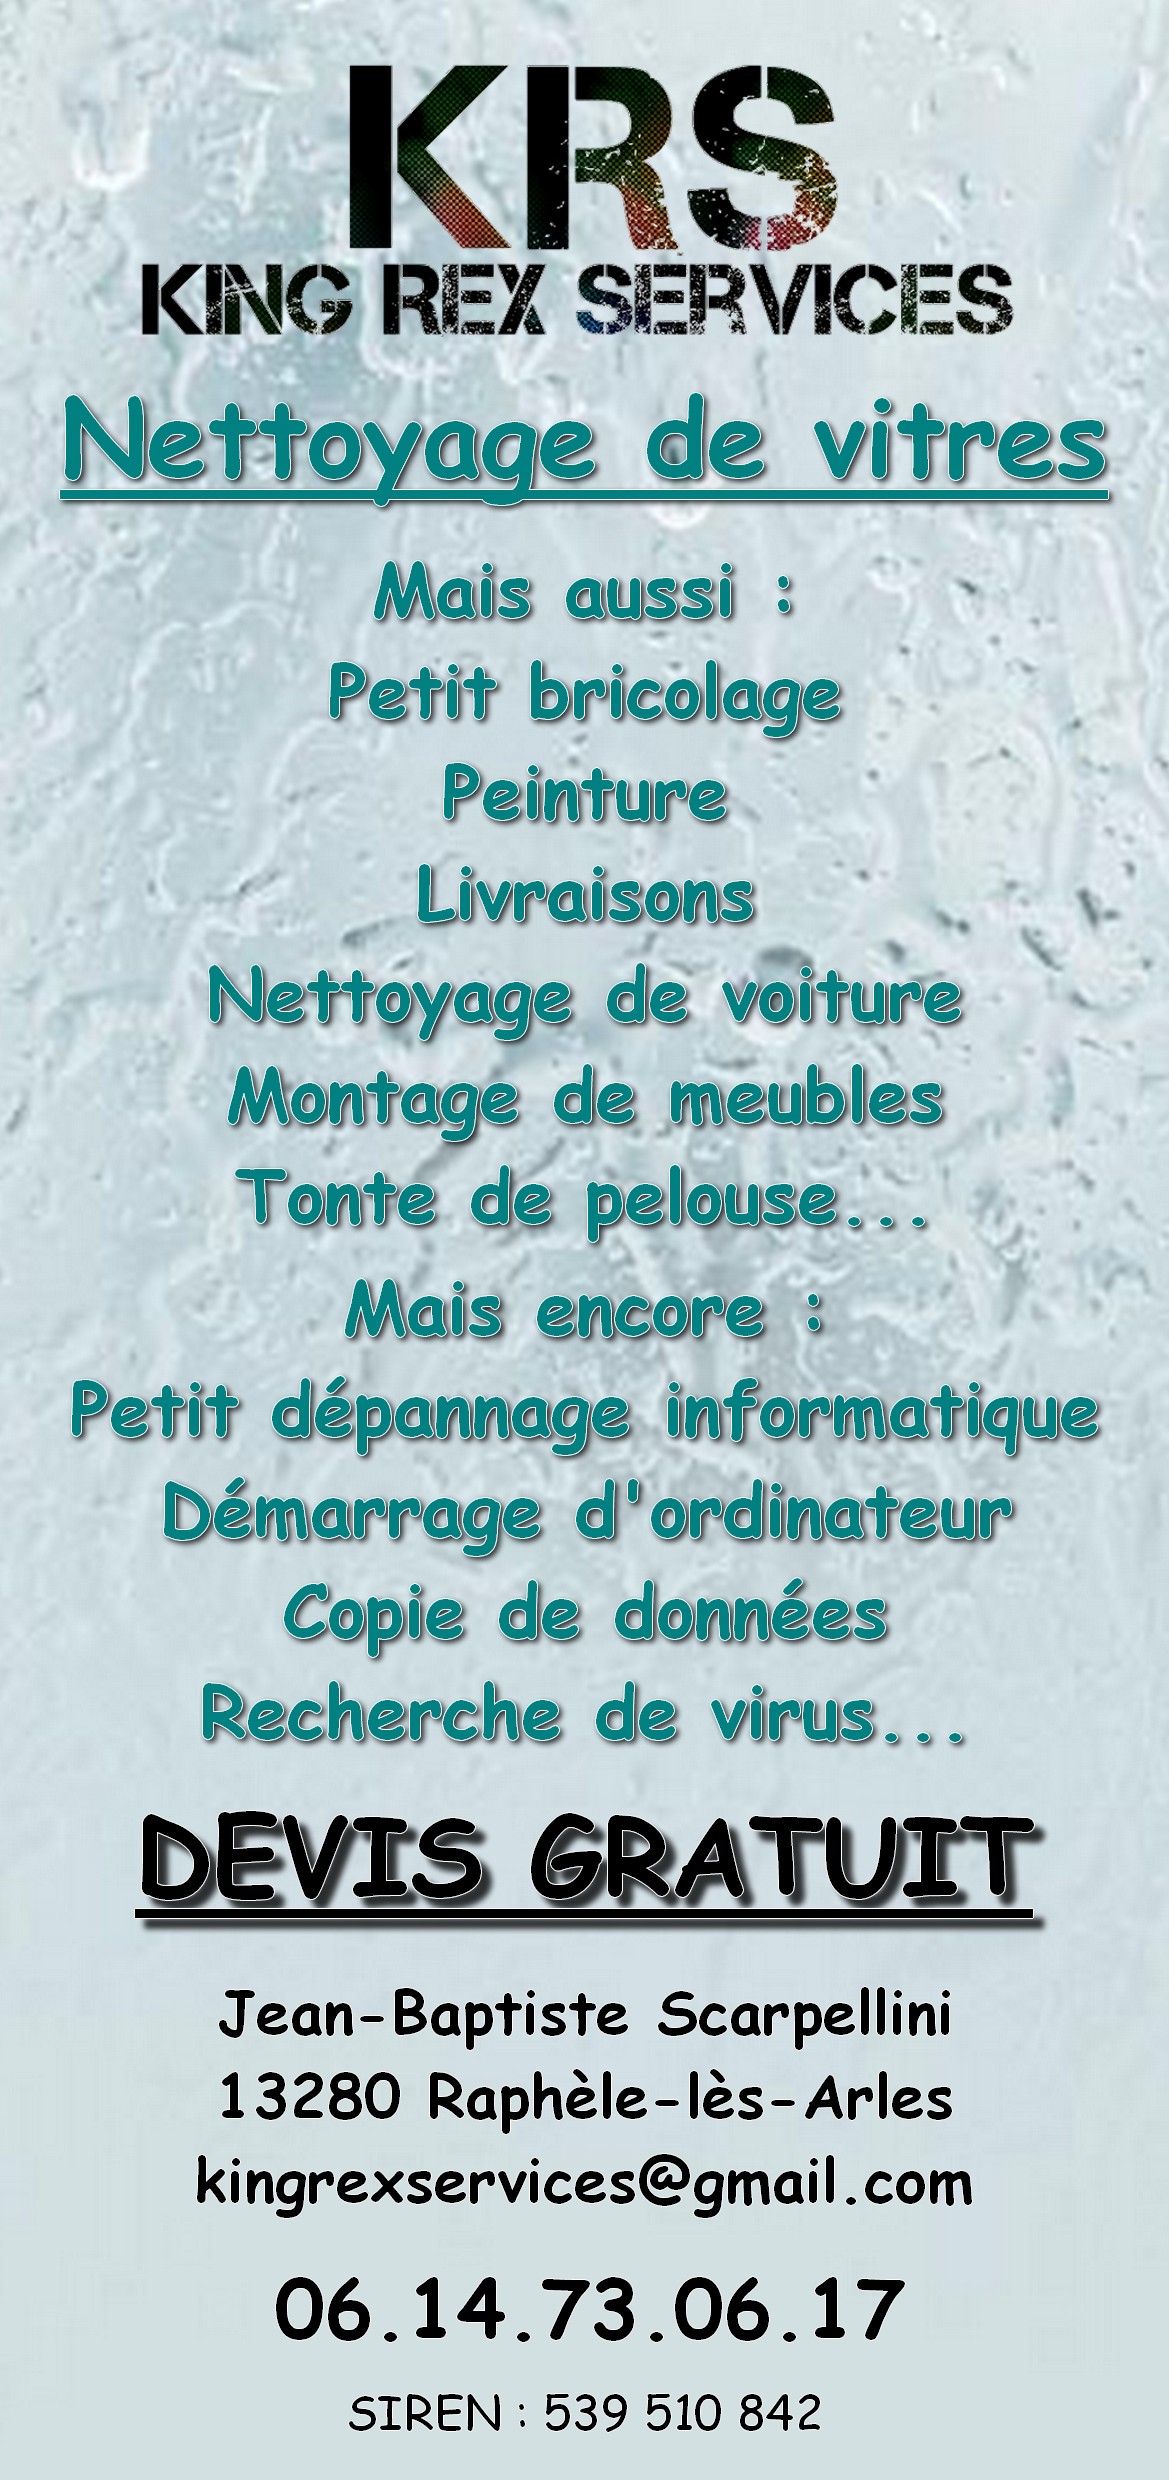 KRS
KING REX SERVICES
Nettoyage de vitres
Mais aussi :
Petit bricolage
Peinture
Livraisons
Nettoyage de voiture
Montage de meubles
Tonte de pelouse...
Mais encore :
Petit dépannage informatique
Démarrage d'ordinateur
Copie de données
Recherche de virus...
DEVIS GRATUIT
Jean-Baptiste Scarpellini
13280 Raphèle-lès-Arles
kingrexservices@gmail.com
06.14.73.06.17
SIREN : 539 510 842